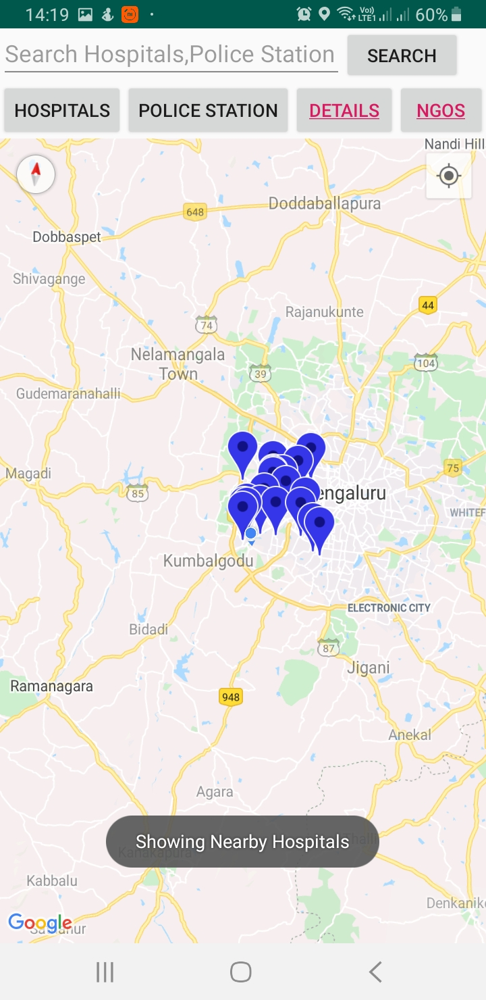 14:19 Vo) LTE1 60%
Search Hospitals,Police Station SEARCH
HOSPITALS POLICE STATION DETAILS NGOS
Nandi Hill
Doddaballapura
648
Dobbaspet
Shivagange
44
Rajanukunte
74
Nelamangala
Town
104
39
Gudemaranahalli
75
Magadi
85
engaluru
WHITEF
Kumbalgodu
ELECTRONIC CITY
Bidadi
87
Jigani
Ramanagara
948
Anekal
Agara
Showing Nearby Hospitals
Kanakapura
Kabbalu
Denkanik
Google